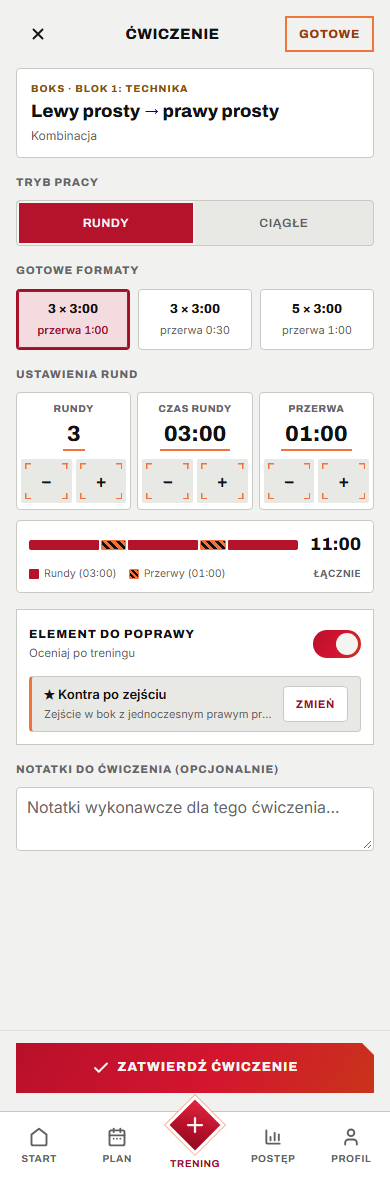 ĆWICZENIE
GOTOWE
BOKS · BLOK 1: TECHNIKA
Lewy prosty → prawy prosty
Kombinacja
TRYB PRACY
RUNDY
CIĄGŁE
GOTOWE FORMATY
3 × 3:00
przerwa 1:00
3 × 3:00
przerwa 0:30
5 × 3:00
przerwa 1:00
USTAWIENIA RUND
RUNDY
3
− +
CZAS RUNDY
03:00
− +
PRZERWA
01:00
− +
11:00
Rundy (03:00) Przerwy (01:00)
ŁĄCZNIE
ELEMENT DO POPRAWY
Oceniaj po treningu
★ Kontra po zejściu
Zejście w bok z jednoczesnym prawym pr...
ZMIEŃ
NOTATKI DO ĆWICZENIA (OPCJONALNIE)
Notatki wykonawcze dla tego ćwiczenia...
ZATWIERDŹ ĆWICZENIE
START
PLAN
TRENING
POSTĘP
PROFIL